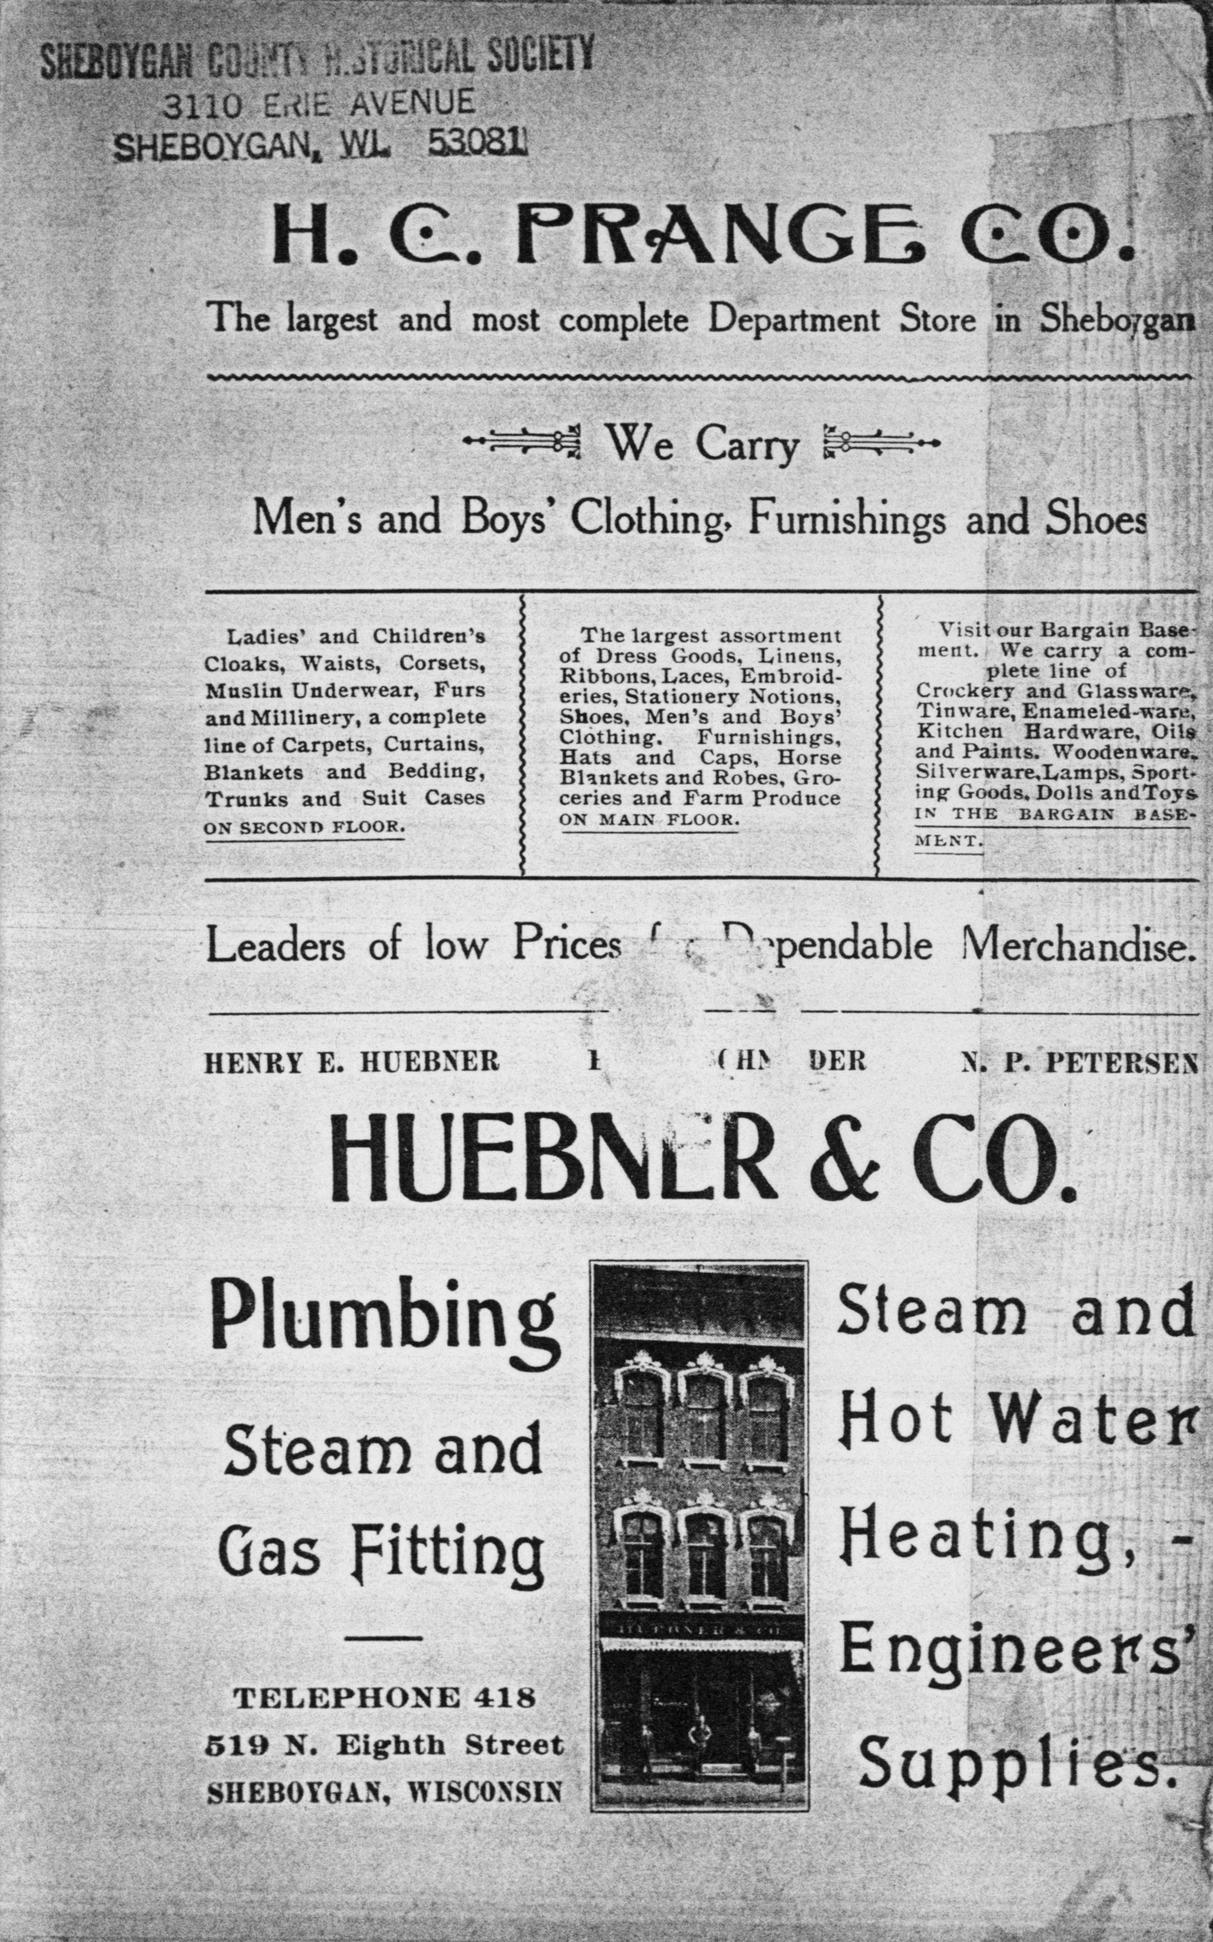 SHEBOYGAN COUNTY HISTORICAL SOCIETY
3110 ERIE AVENUE
SHEBOYGAN, WI. 53081
H. C. PRANGE CO.
The largest and most complete Department Store in Sheboygan
We Carry
Men's and Boys' Clothing, Furnishings and Shoes
Ladies' and Children's
Cloaks, Waists, Corsets,
Muslin Underwear, Furs
and Millinery, a complete
line of Carpets, Curtains,
Blankets and Bedding,
Trunks and Suit Cases
ON SECOND FLOOR.
The largest assortment
of Dress Goods, Linens,
Ribbons, Laces, Embroid-
eries, Stationery Notions,
Shoes, Men's and Boys'
Clothing, Furnishings,
Hats and Caps, Horse
Blankets and Robes, Gro-
ceries and Farm Produce
ON MAIN FLOOR.
Visit our Bargain Base-
ment. We carry a com-
plete line of
Crockery and Glassware,
Tinware, Enameled-ware,
Kitchen Hardware, Oils
and Paints, Woodenware,
Silverware, Lamps, Sport-
ing Goods, Dolls and Toys
IN THE BARGAIN BASE-
MENT.
Leaders of low Prices for Dependable Merchandise.
HENRY E. HUEBNER N. P. PETERSEN
HUEBNER & CO.
Plumbing
Steam and
Gas Fitting
TELEPHONE 418
519 N. Eighth Street
SHEBOYGAN, WISCONSIN
HUEBNER & CO.
Steam and
Hot Water
Heating, -
Engineers'
Supplies.